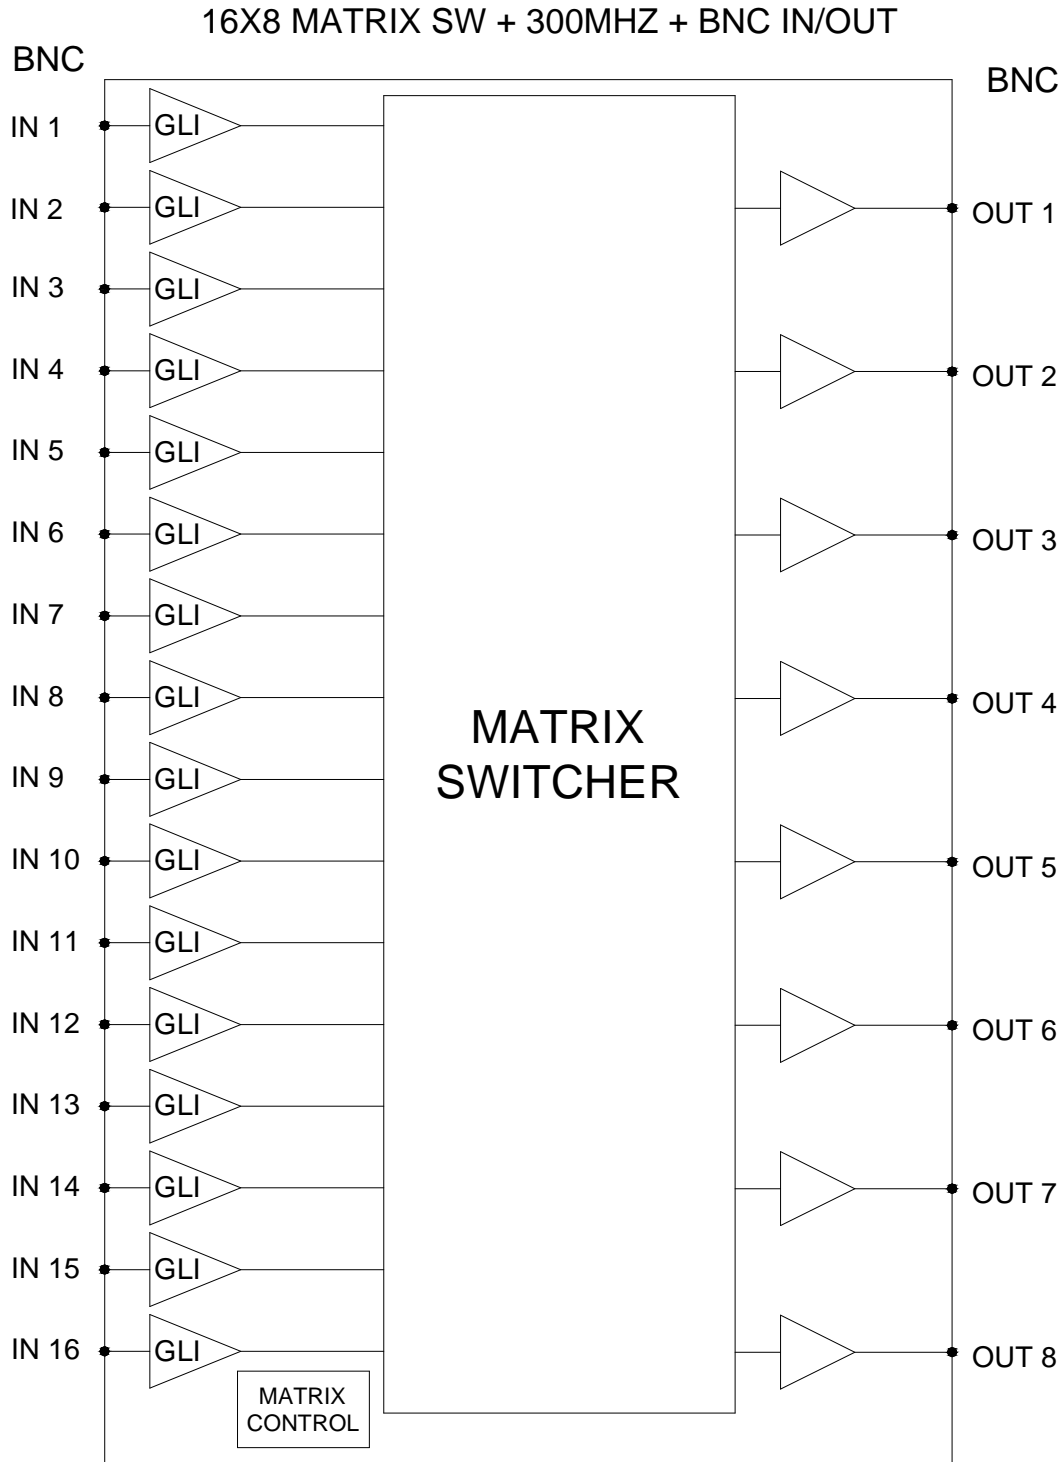 16X8 MATRIX SW + 300MHZ + BNC IN/OUT
BNC
BNC
IN 1
GLI
IN 2
GLI
OUT 1
IN 3
GLI
IN 4
GLI
OUT 2
IN 5
GLI
IN 6
GLI
OUT 3
IN 7
GLI
IN 8
GLI
OUT 4
MATRIX
SWITCHER
IN 9
GLI
IN 10
GLI
OUT 5
IN 11
GLI
IN 12
GLI
OUT 6
IN 13
GLI
IN 14
GLI
OUT 7
IN 15
GLI
IN 16
GLI
OUT 8
MATRIX
CONTROL